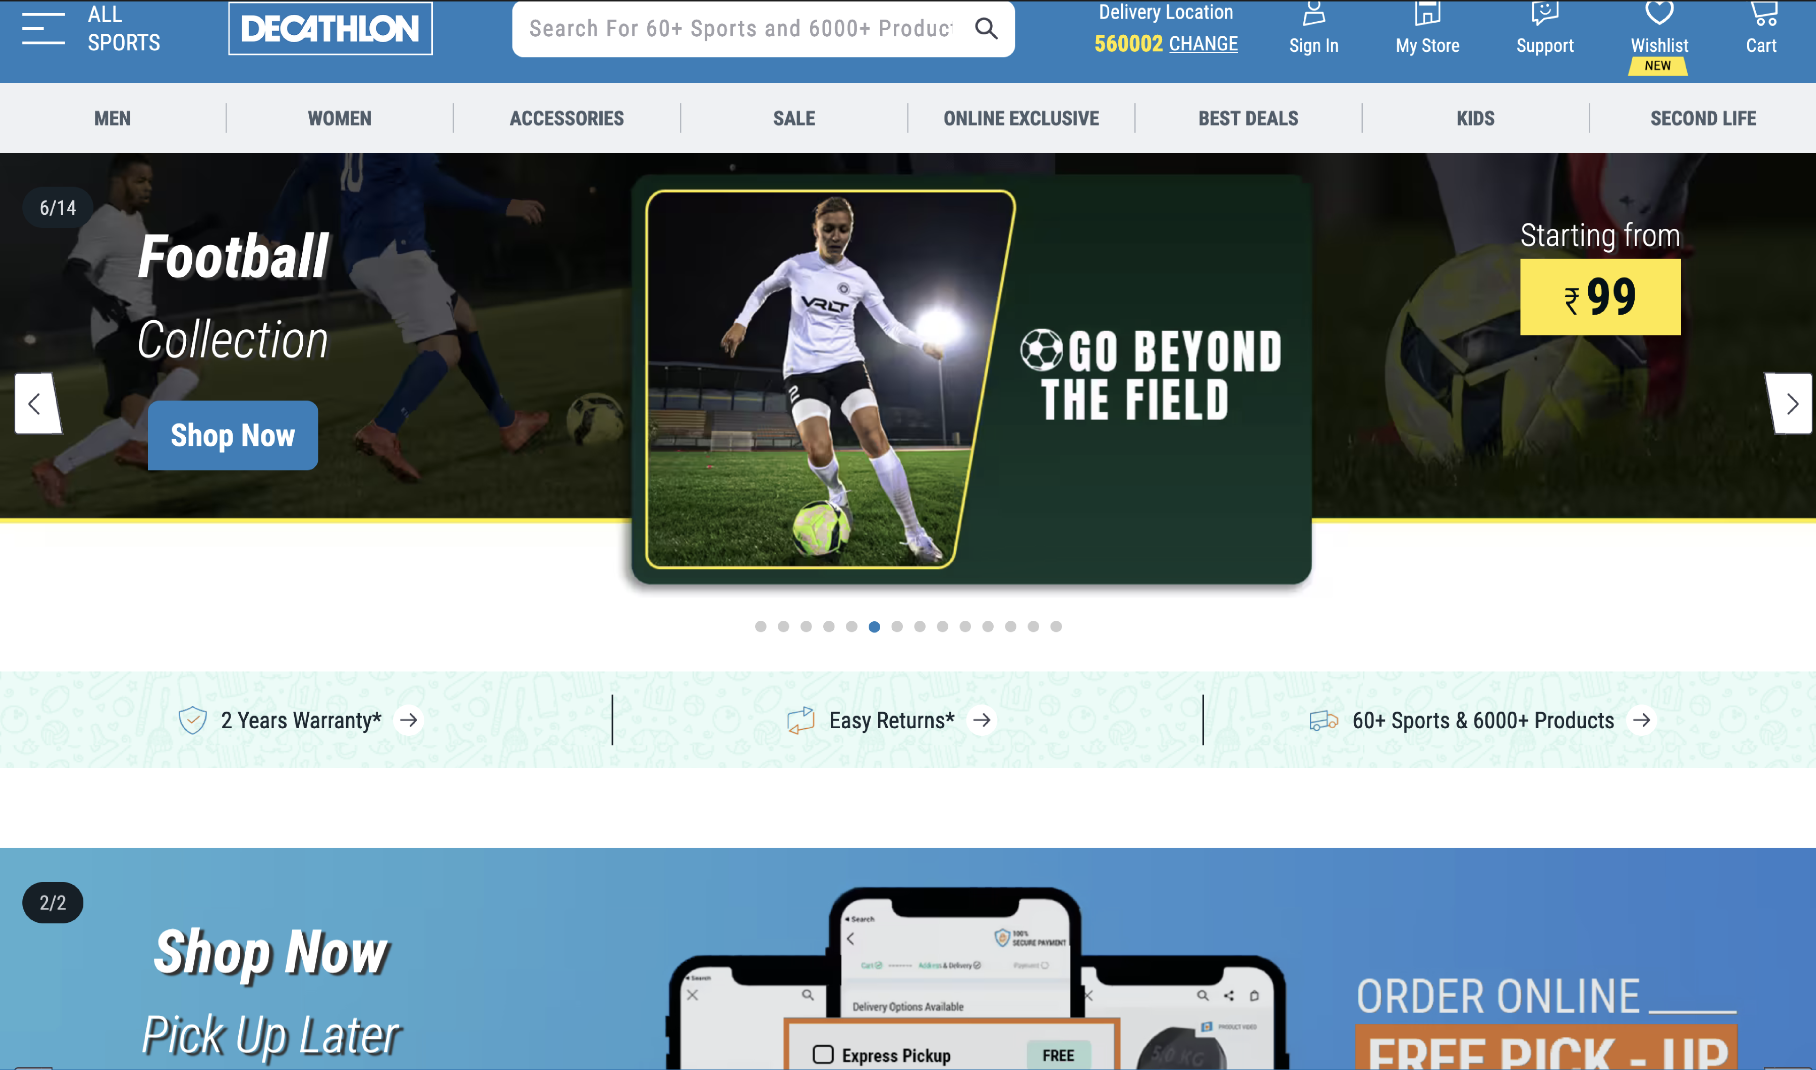 ALL
SPORTS
DECATHLON
Search For 60+ Sports and 6000+ Product
Delivery Location
560002 CHANGE
Sign In
My Store
Support
Wishlist
NEW
Cart
MEN
WOMEN
ACCESSORIES
SALE
ONLINE EXCLUSIVE
BEST DEALS
KIDS
SECOND LIFE
6/14
10
Football
Collection
Shop Now
VRLT
2
GO BEYOND
THE FIELD
Starting from
₹99
2 Years Warranty*
Easy Returns*
60+ Sports & 6000+ Products
2/2
Shop Now
Pick Up Later
Search
Search
100%
SECURE PAYMENT
Cart
Address & Delivery
Payment
Delivery Options Available
Express Pickup
FREE
PRODUCT VIDEO
5.0 KG
ORDER ONLINE
FREE PICK - UP